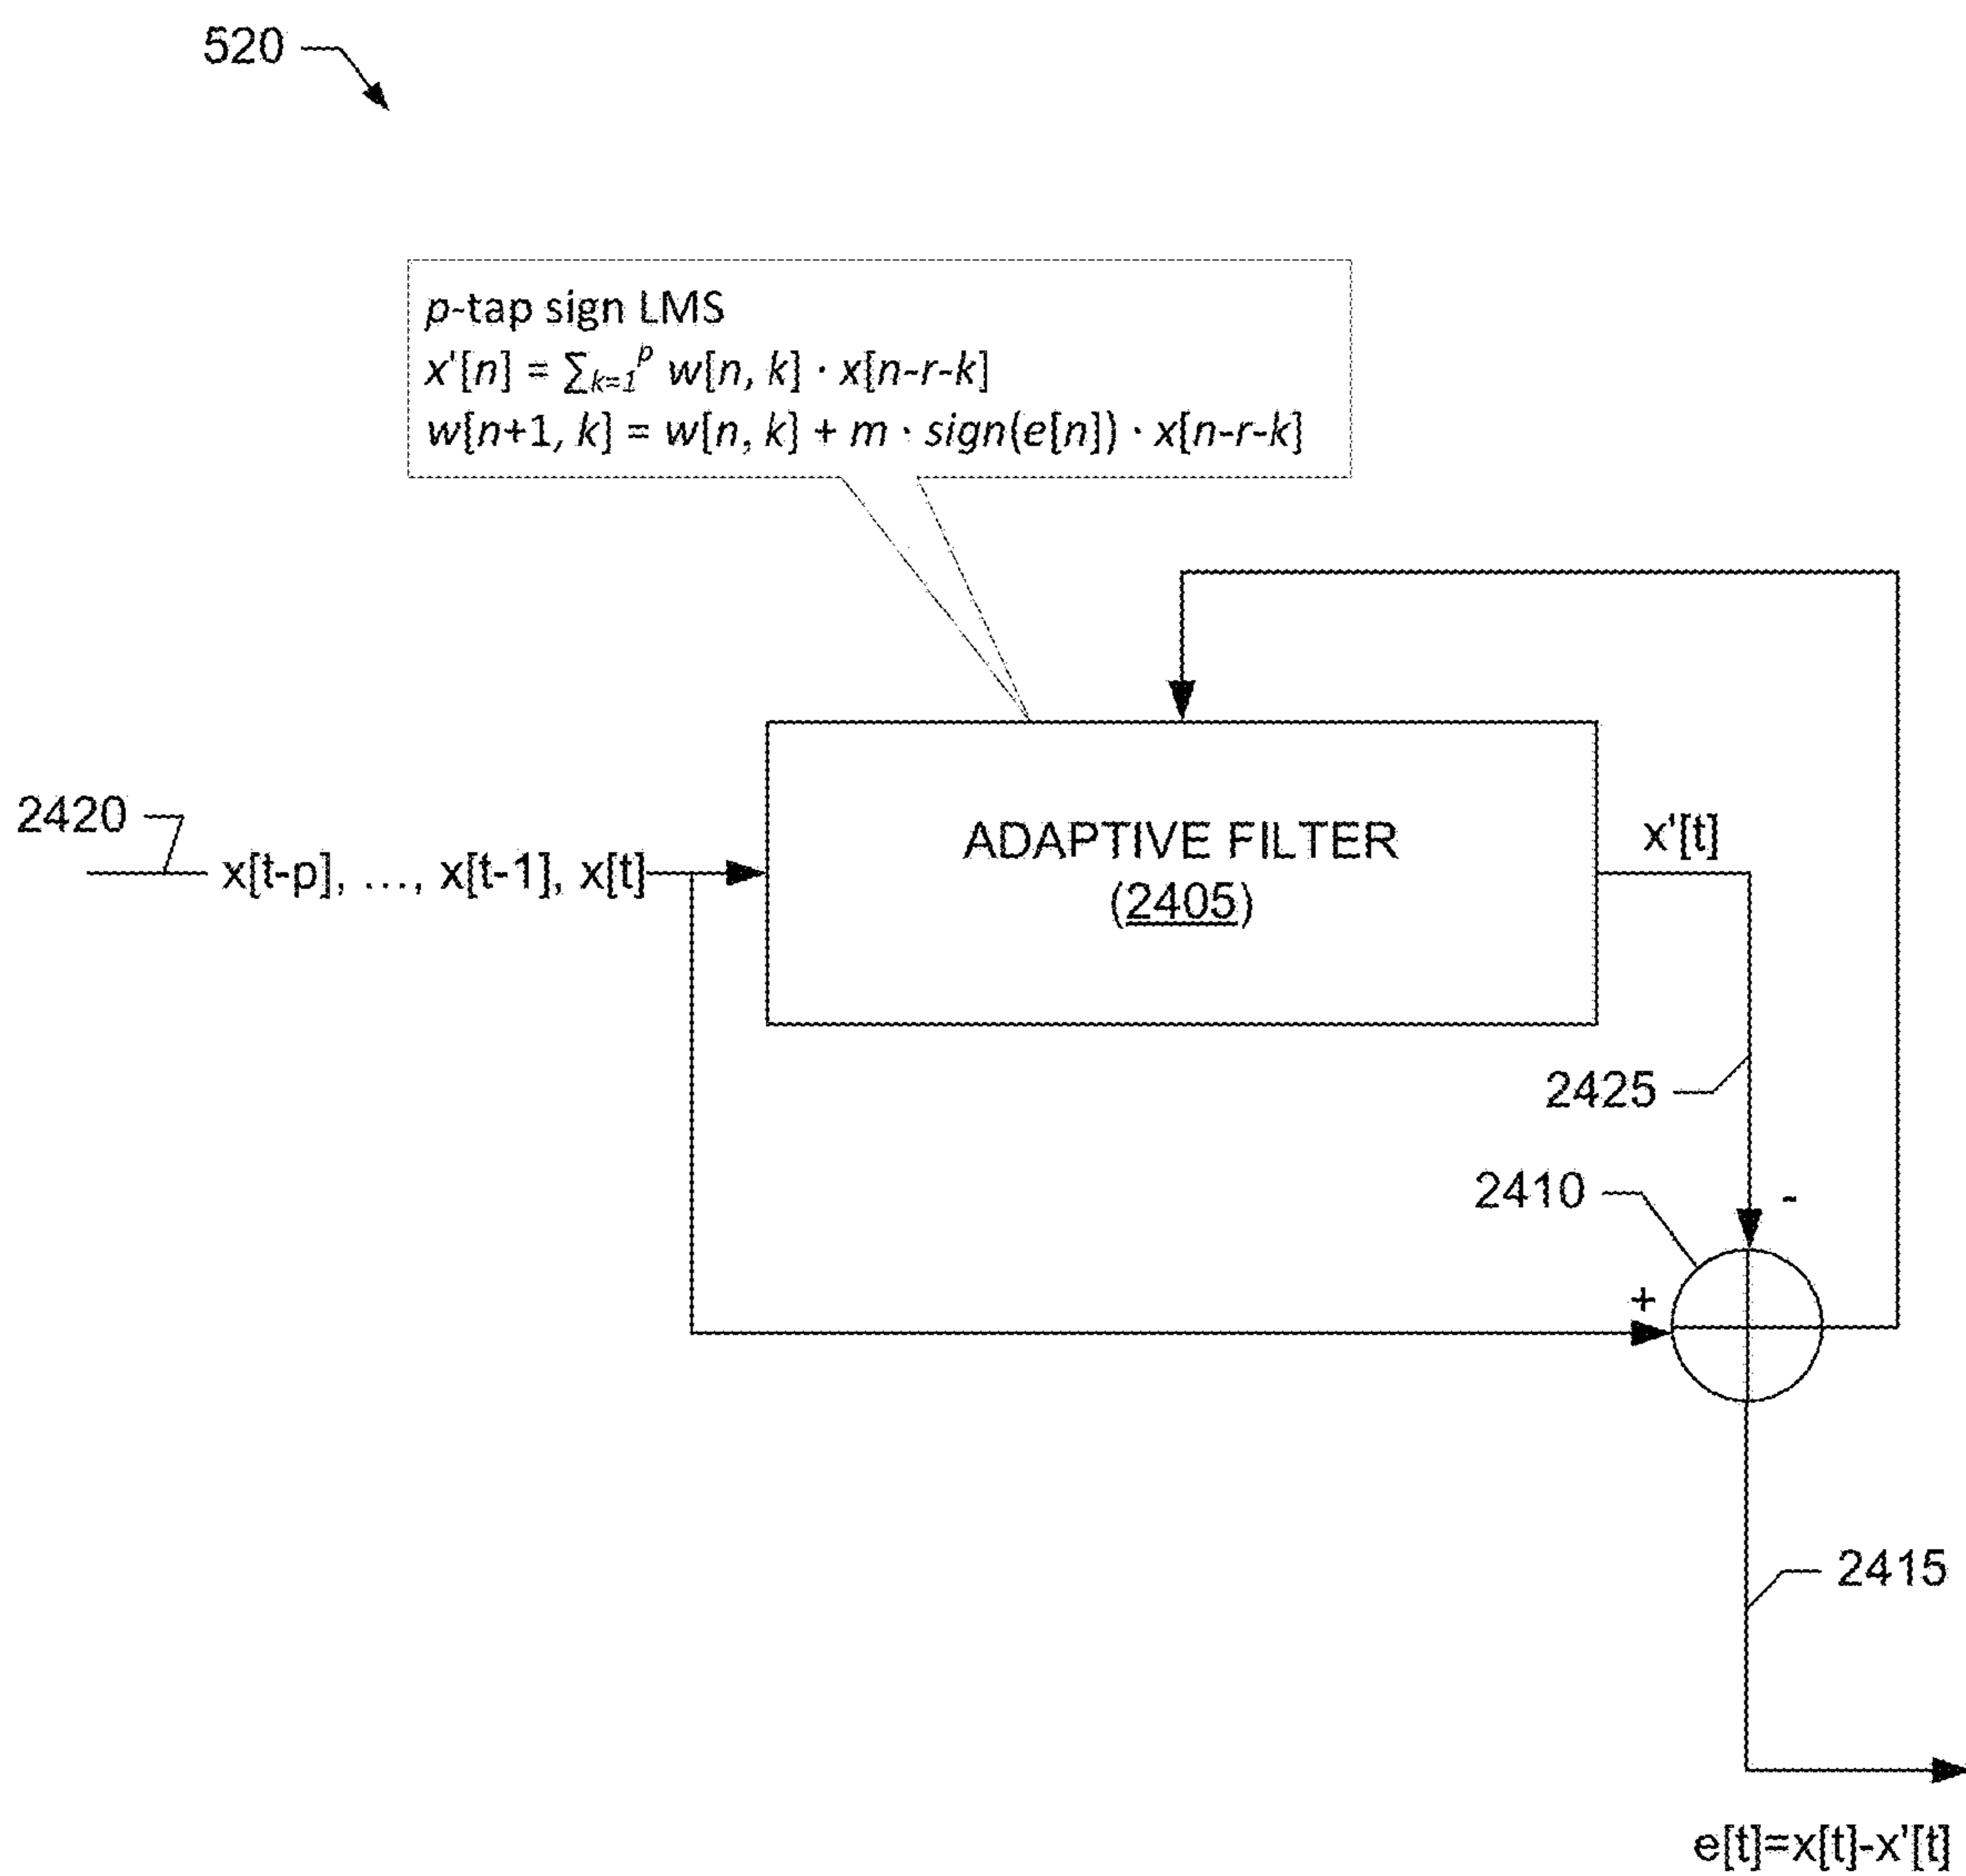 520
p-tap sign LMS
x'[n] = ∑k=1p w[n, k] · x[n-r-k]
w[n+1, k] = w[n, k] + m · sign(e[n]) · x[n-r-k]
2420
x[t-p], ..., x[t-1], x[t]
ADAPTIVE FILTER
(2405)
x'[t]
2425
2410
-
+
2415
e[t]=x[t]-x'[t]